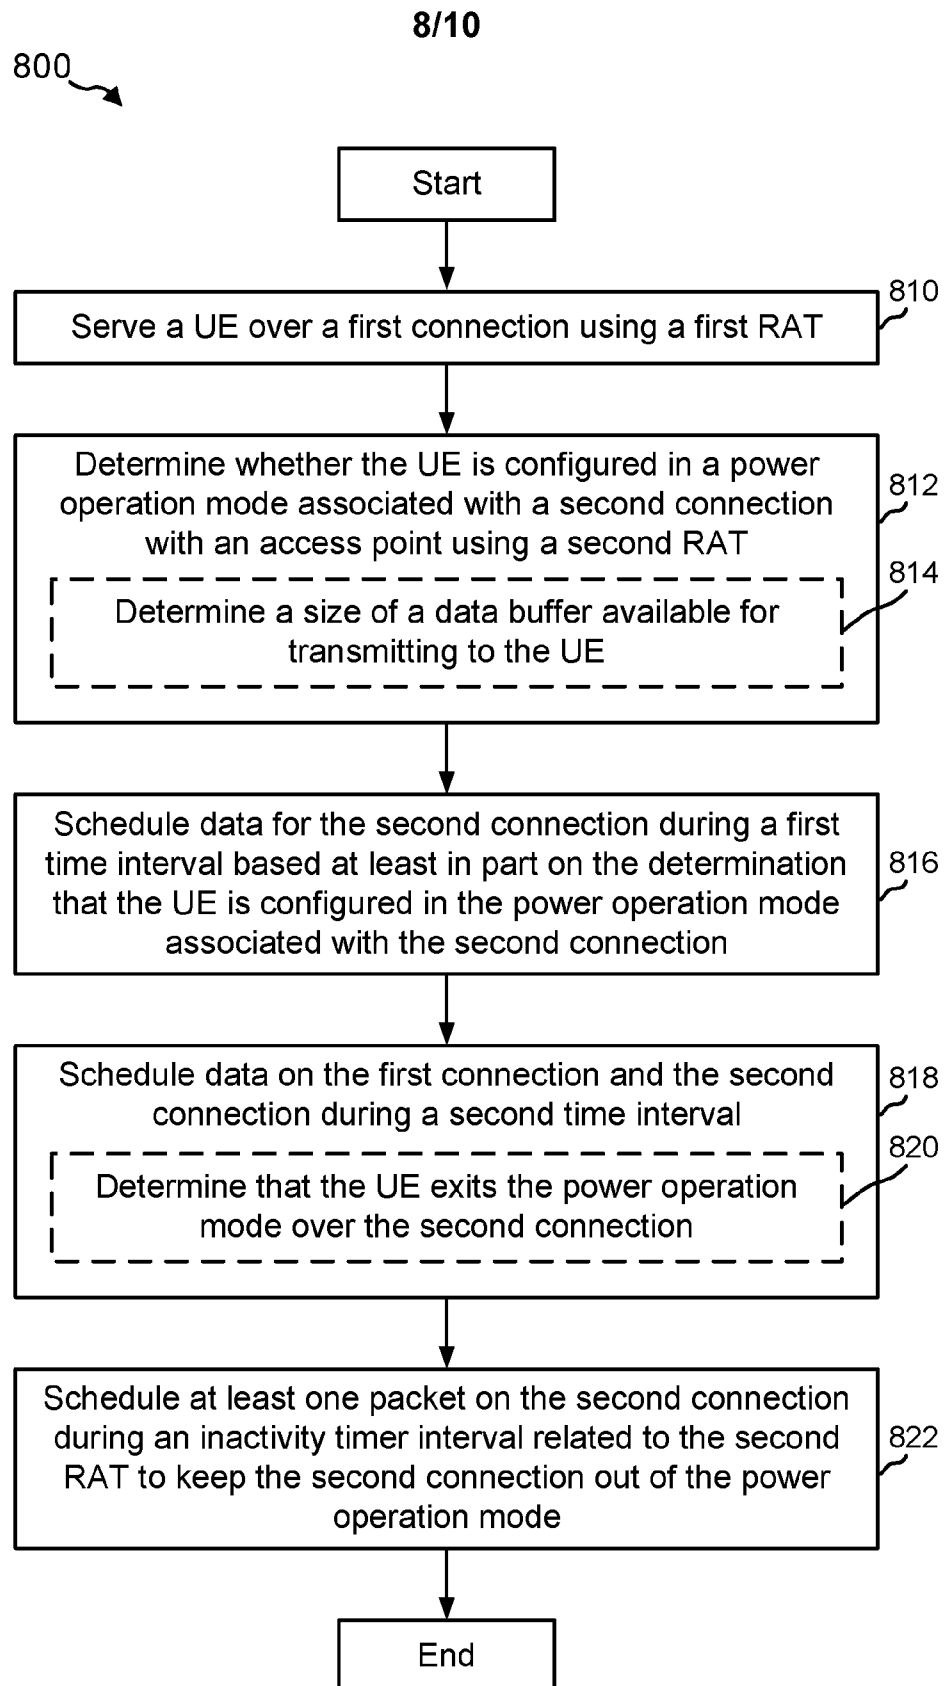 8/10
800
Start
810
Serve a UE over a first connection using a first RAT
Determine whether the UE is configured in a power
operation mode associated with a second connection
with an access point using a second RAT
812
814
Determine a size of a data buffer available for
transmitting to the UE
Schedule data for the second connection during a first
time interval based at least in part on the determination
that the UE is configured in the power operation mode
associated with the second connection
816
Schedule data on the first connection and the second
connection during a second time interval
818
820
Determine that the UE exits the power operation
mode over the second connection
Schedule at least one packet on the second connection
during an inactivity timer interval related to the second
RAT to keep the second connection out of the power
operation mode
822
End